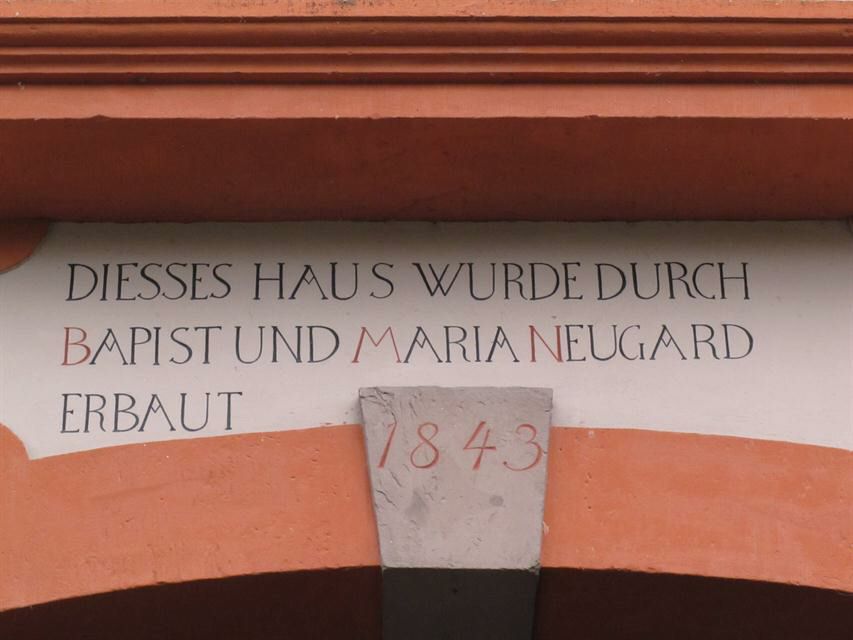 DIESSES HAUS WURDE DURCH
BAPIST UND MARIA NEUGARD
ERBAUT
1843